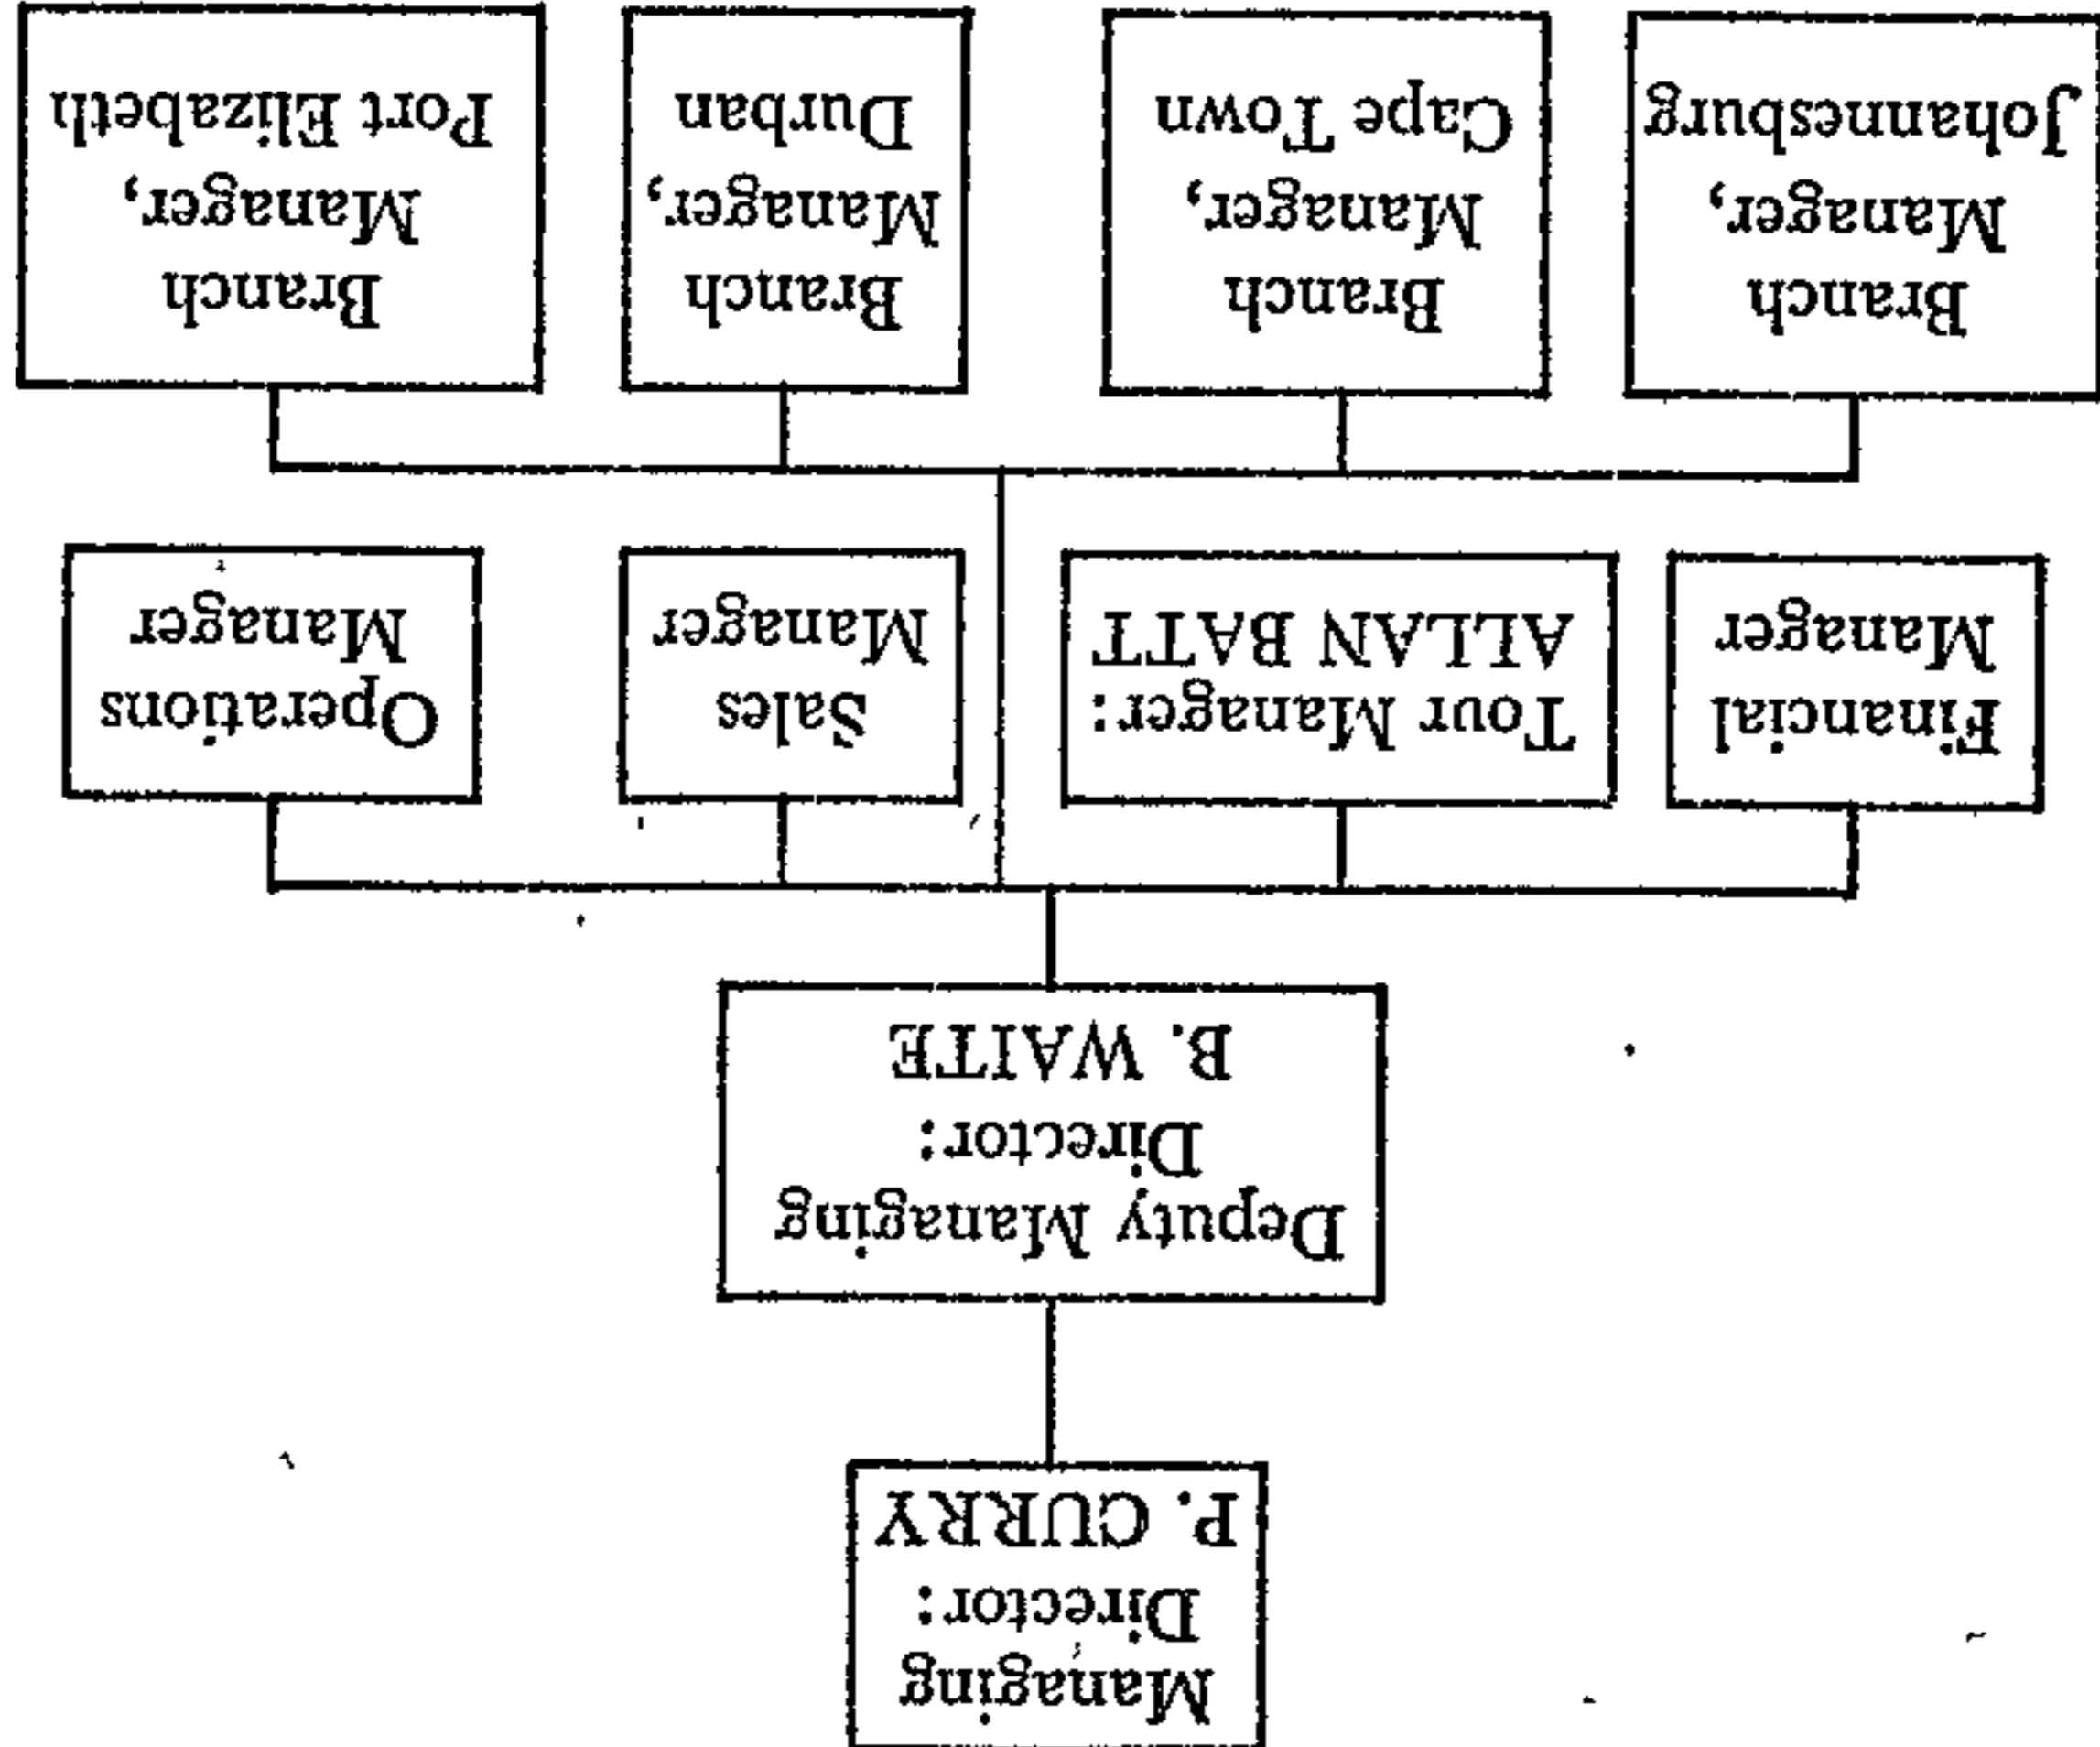 Managing
Director:
P. CURRY
Deputy Managing
Director:
B. WAITE
Financial
Manager
Tour Manager:
ALLAN BATT
Sales
Manager
Operations
Manager
Branch
Manager,
Johannesburg
Branch
Manager,
Cape Town
Branch
Manager,
Durban
Branch
Manager,
Port Elizabeth